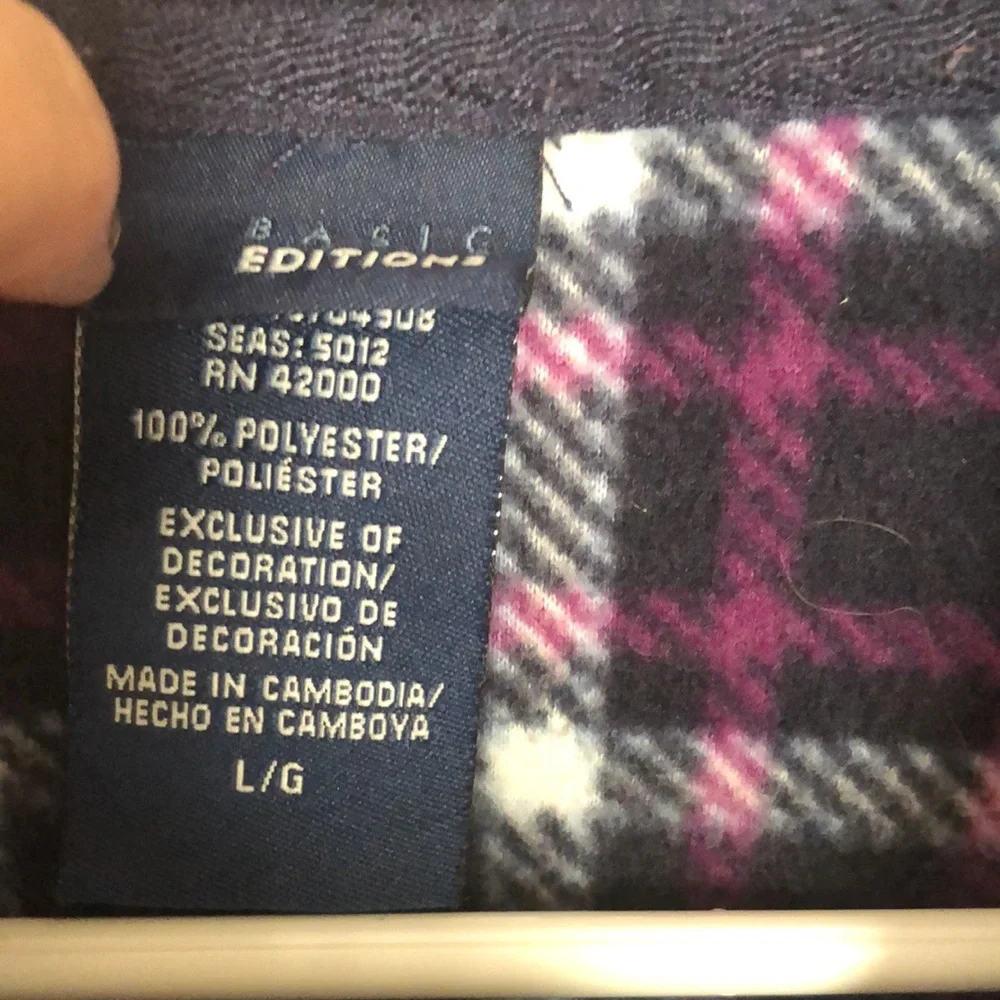 BASIC
EDITIONS
SEAS: 5012
RN 42000
100% POLYESTER/
POLIÉSTER
EXCLUSIVE OF
DECORATION/
EXCLUSIVO DE
DECORACIÓN
MADE IN CAMBODIA/
HECHO EN CAMBOYA
L/G